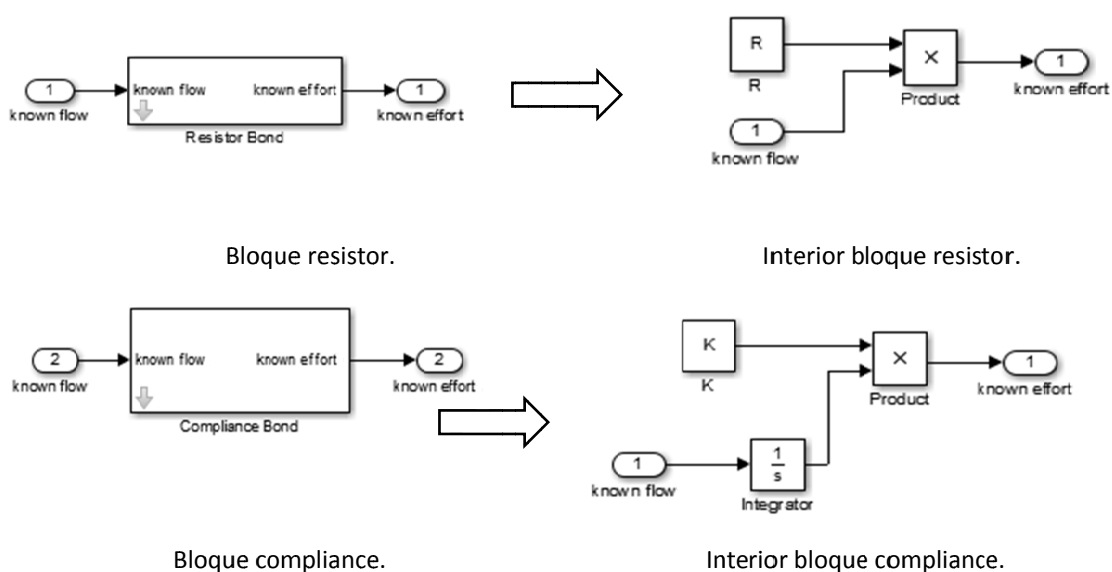 1
known flow
known flow
known effort
Resistor Bond
1
known effort
R
R
1
known flow
×
Product
1
known effort
Bloque resistor.
Interior bloque resistor.
2
known flow
known flow
known effort
Compliance Bond
2
known effort
K
K
1
known flow
1
s
Integrator
×
Product
1
known effort
Bloque compliance.
Interior bloque compliance.